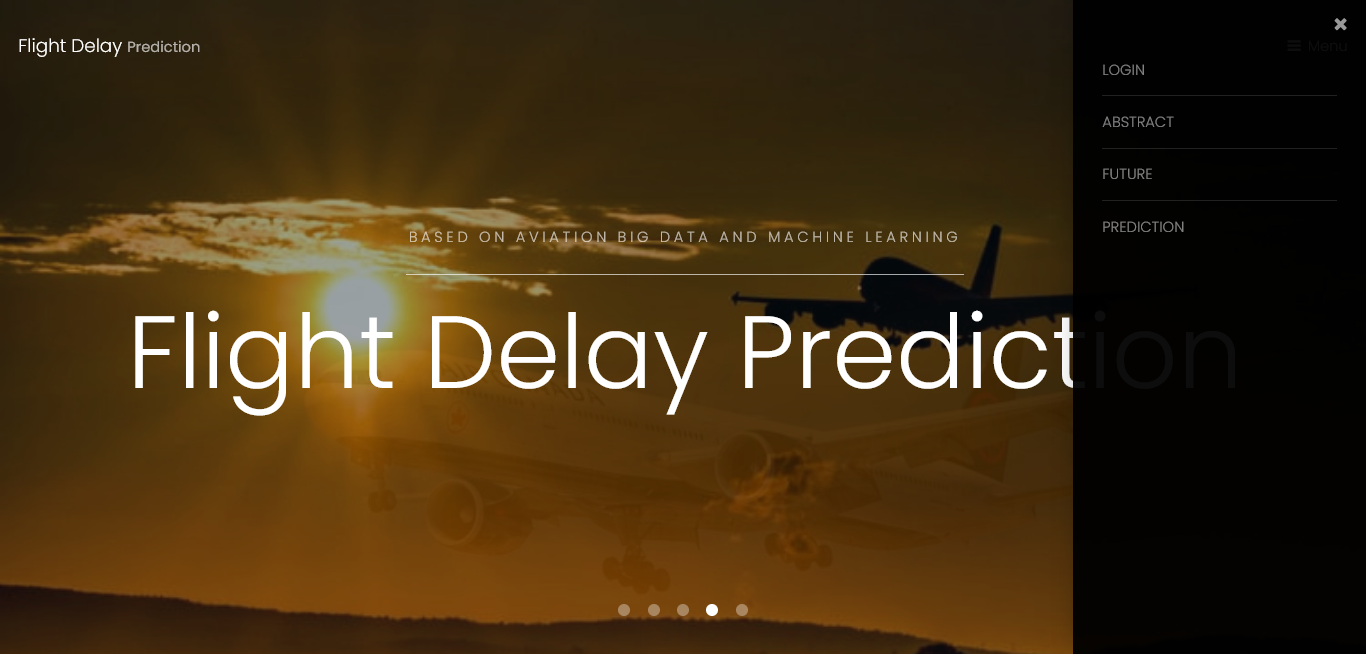 Flight Delay Prediction
Menu
LOGIN
ABSTRACT
FUTURE
PREDICTION
BASED ON AVIATION BIG DATA AND MACHINE LEARNING
Flight Delay Prediction